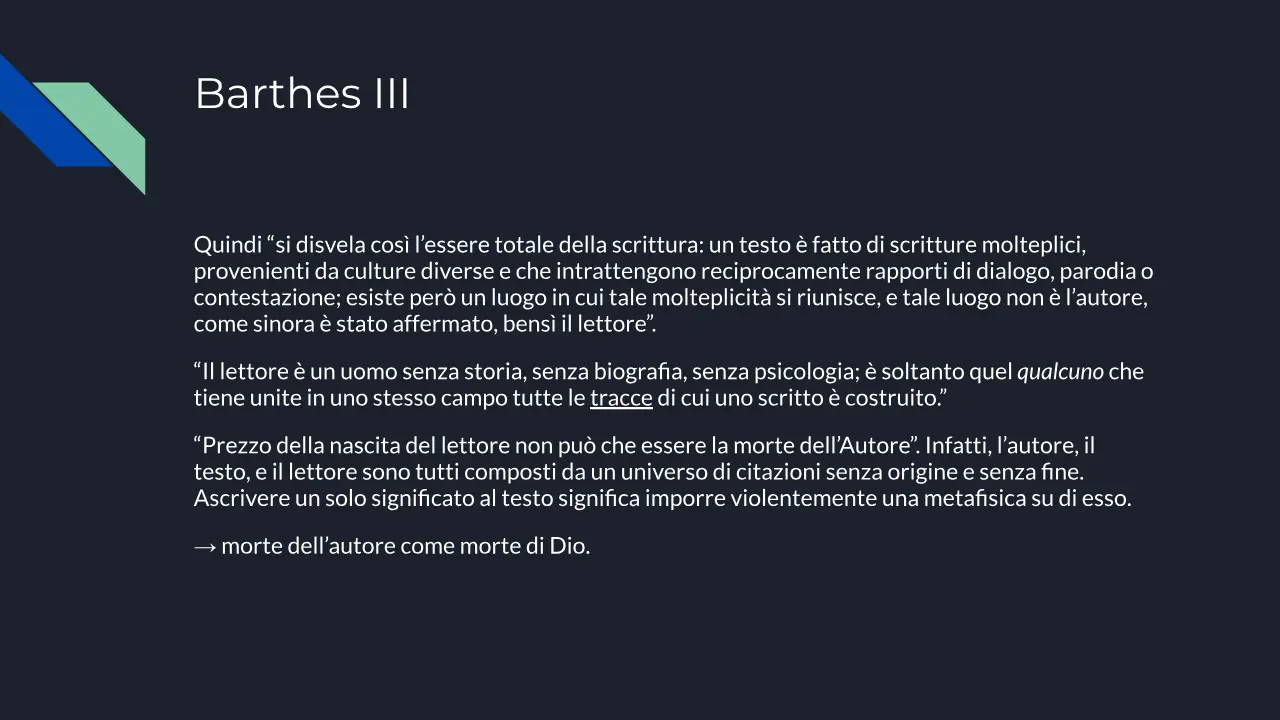 Barthes III
Quindi “si disvela così l’essere totale della scrittura: un testo è fatto di scritture molteplici,
provenienti da culture diverse e che intrattengono reciprocamente rapporti di dialogo, parodia o
contestazione; esiste però un luogo in cui tale molteplicità si riunisce, e tale luogo non è l’autore,
come sinora è stato affermato, bensì il lettore”.
“Il lettore è un uomo senza storia, senza biografia, senza psicologia; è soltanto quel qualcuno che
tiene unite in uno stesso campo tutte le tracce di cui uno scritto è costruito.”
“Prezzo della nascita del lettore non può che essere la morte dell’Autore”. Infatti, l’autore, il
testo, e il lettore sono tutti composti da un universo di citazioni senza origine e senza fine.
Ascrivere un solo significato al testo significa imporre violentemente una metafisica su di esso.
→ morte dell’autore come morte di Dio.